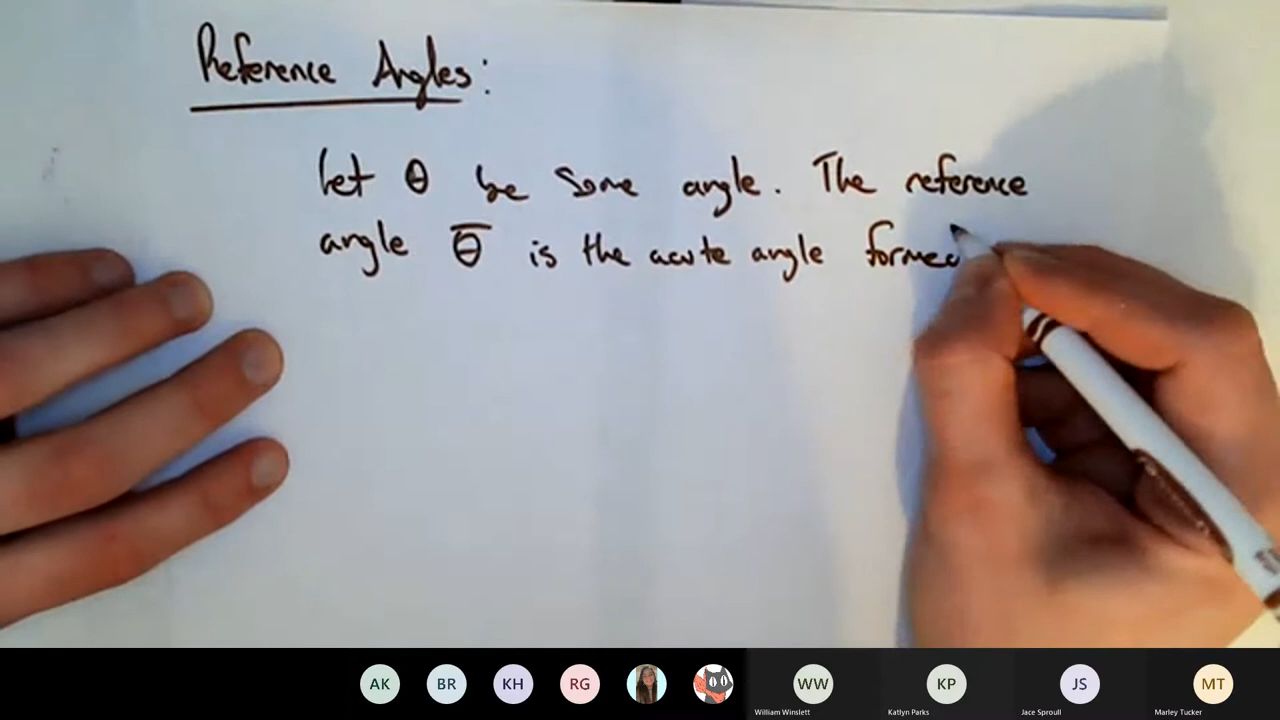 Reference Angles:
Let θ be some angle. The reference
angle θ̅ is the acute angle formed
AK BR KH RG WW KP JS MT
William Winslett Katlyn Parks Jace Sproull Marley Tucker